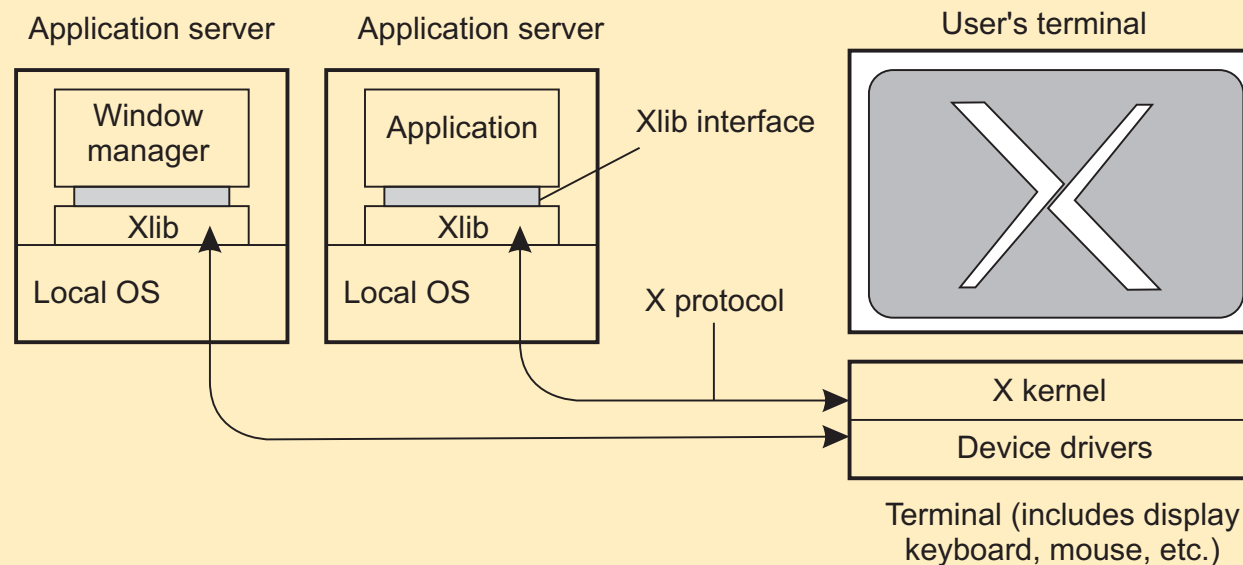 Application server
Application server
User's terminal
Window
manager
Application
Xlib interface
Xlib
Xlib
Local OS
Local OS
X protocol
X kernel
Device drivers
Terminal (includes display
keyboard, mouse, etc.)